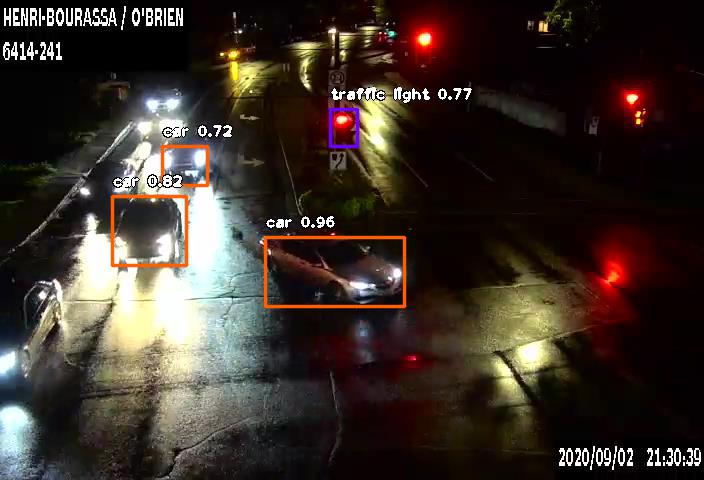 HENRI-BOURASSA / O'BRIEN
6414-241
traffic light 0.77
car 0.72
car 0.82
car 0.96
2020/09/02 21:30:39